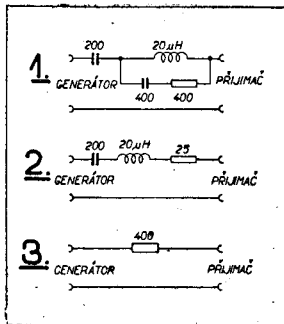 200 20μH
1.
GENERÁTOR 400 400 PŘIJIMAČ
200 20μH 25
2.
GENERÁTOR PŘIJIMAČ
400
3.
GENERÁTOR PŘIJIMAČ